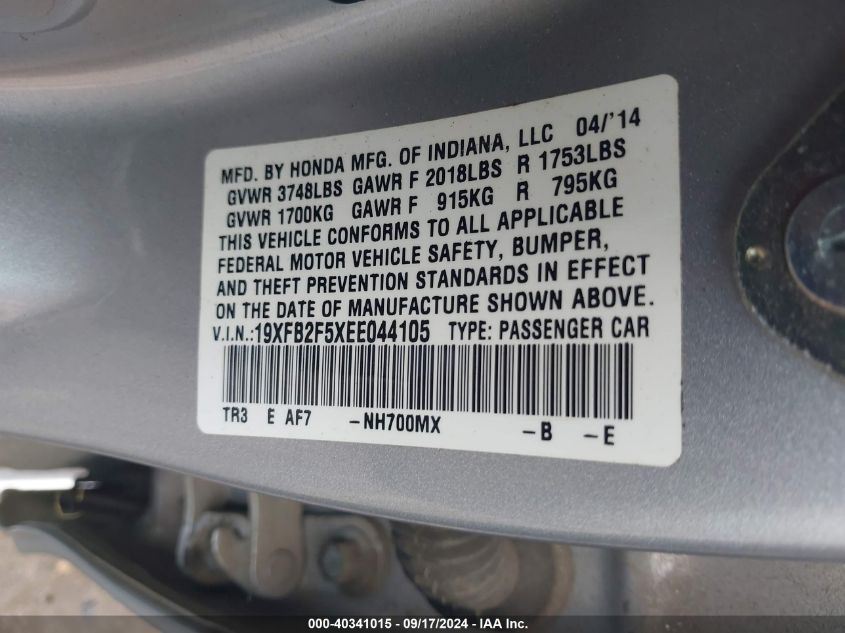 MFD. BY HONDA MFG. OF INDIANA, LLC 04/'14
GVWR 3748LBS GAWR F 2018LBS R 1753LBS
GVWR 1700KG GAWR F 915KG R 795KG
THIS VEHICLE CONFORMS TO ALL APPLICABLE
FEDERAL MOTOR VEHICLE SAFETY, BUMPER,
AND THEFT PREVENTION STANDARDS IN EFFECT
ON THE DATE OF MANUFACTURE SHOWN ABOVE.
V.I.N.:19XFB2F5XEE044105 TYPE: PASSENGER CAR
TR3 E AF7 -NH700MX -B -E
000-40341015 - 09/17/2024 - IAA Inc.